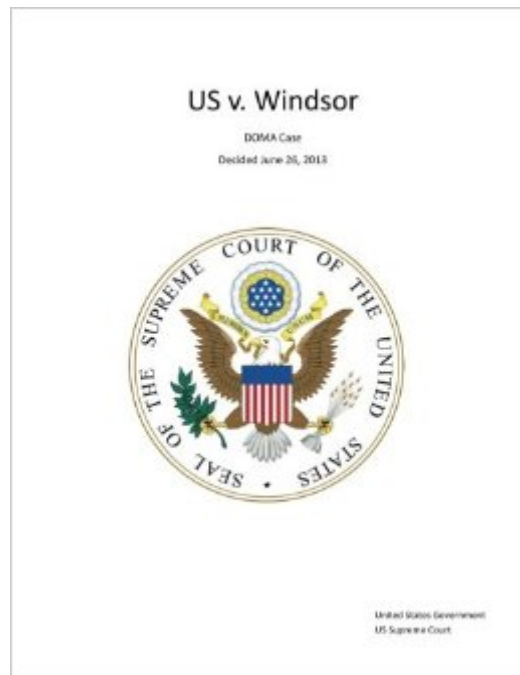 US v. Windsor
DOMA Case
Decided June 26, 2013
SEAL OF THE SUPREME COURT OF THE UNITED STATES
United States Government
US Supreme Court